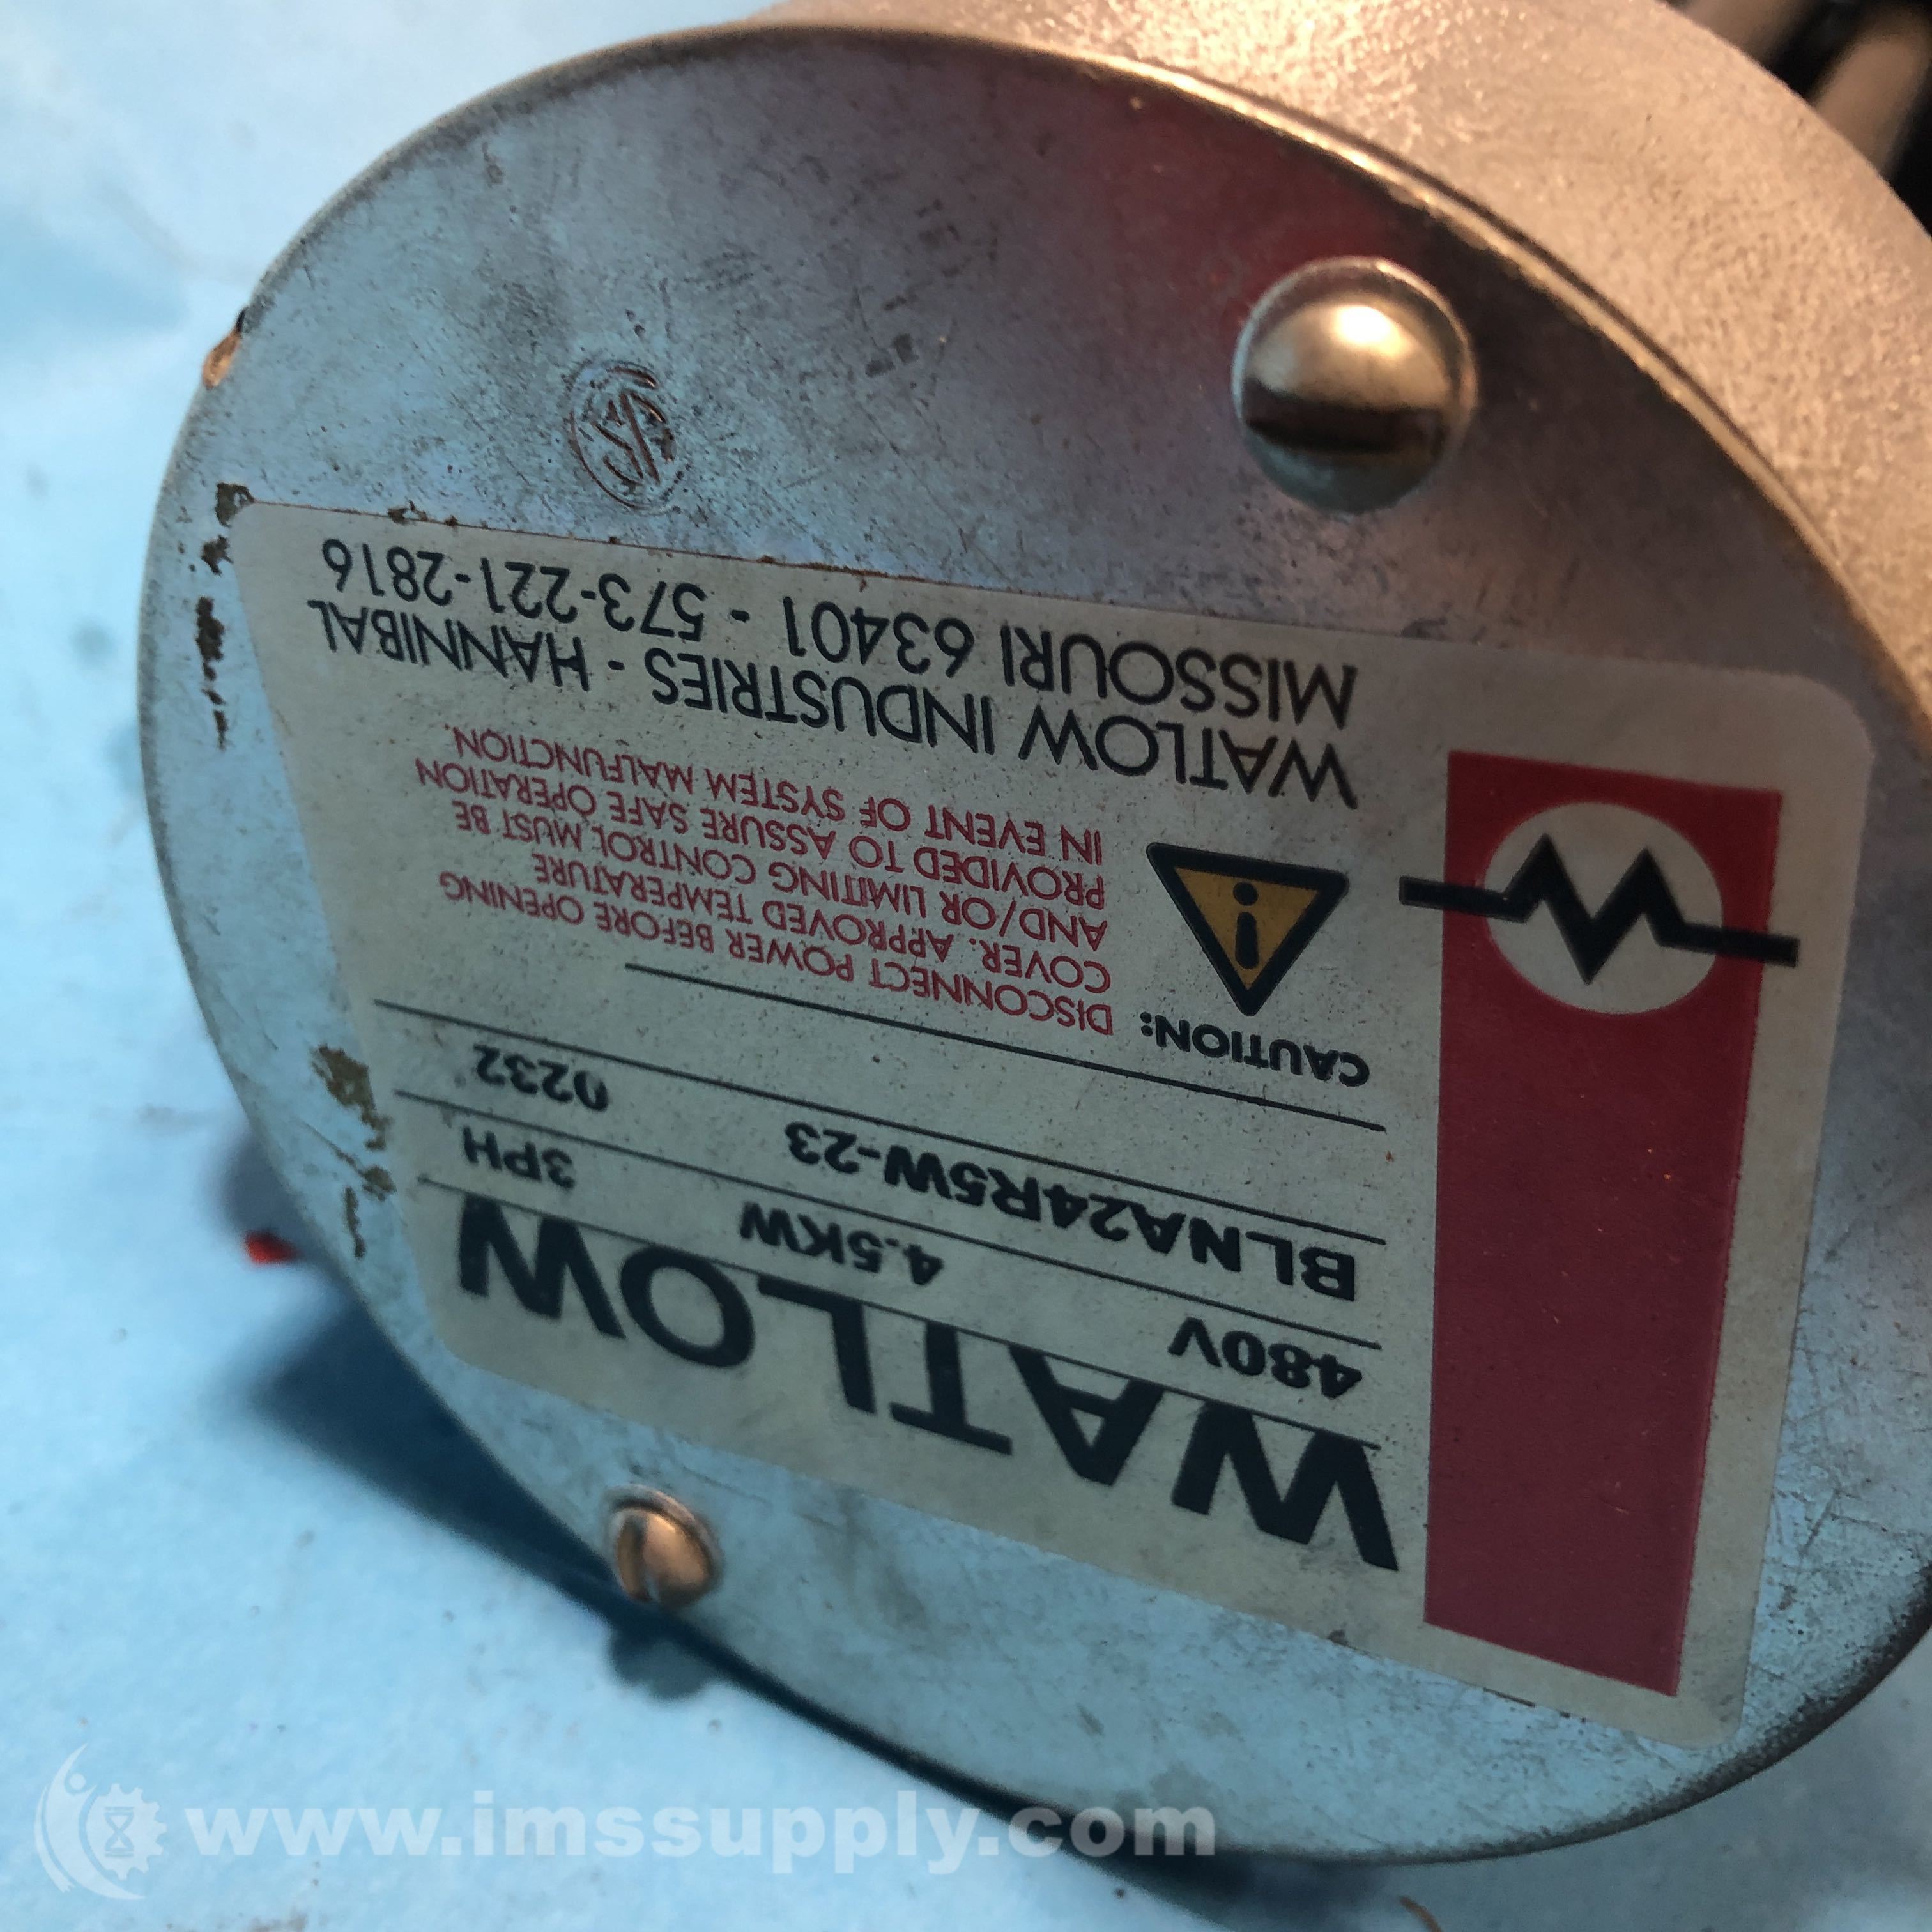 WATLOW
480V 4.5KW 3PH
BLNA24R5W-23 0232
CAUTION:
DISCONNECT POWER BEFORE OPENING
COVER. APPROVED TEMPERATURE
AND/OR LIMITING CONTROL MUST BE
PROVIDED TO ASSURE SAFE OPERATION
IN EVENT OF SYSTEM MALFUNCTION.
WATLOW INDUSTRIES - HANNIBAL
MISSOURI 63401 - 573-221-2816
www.imssupply.com